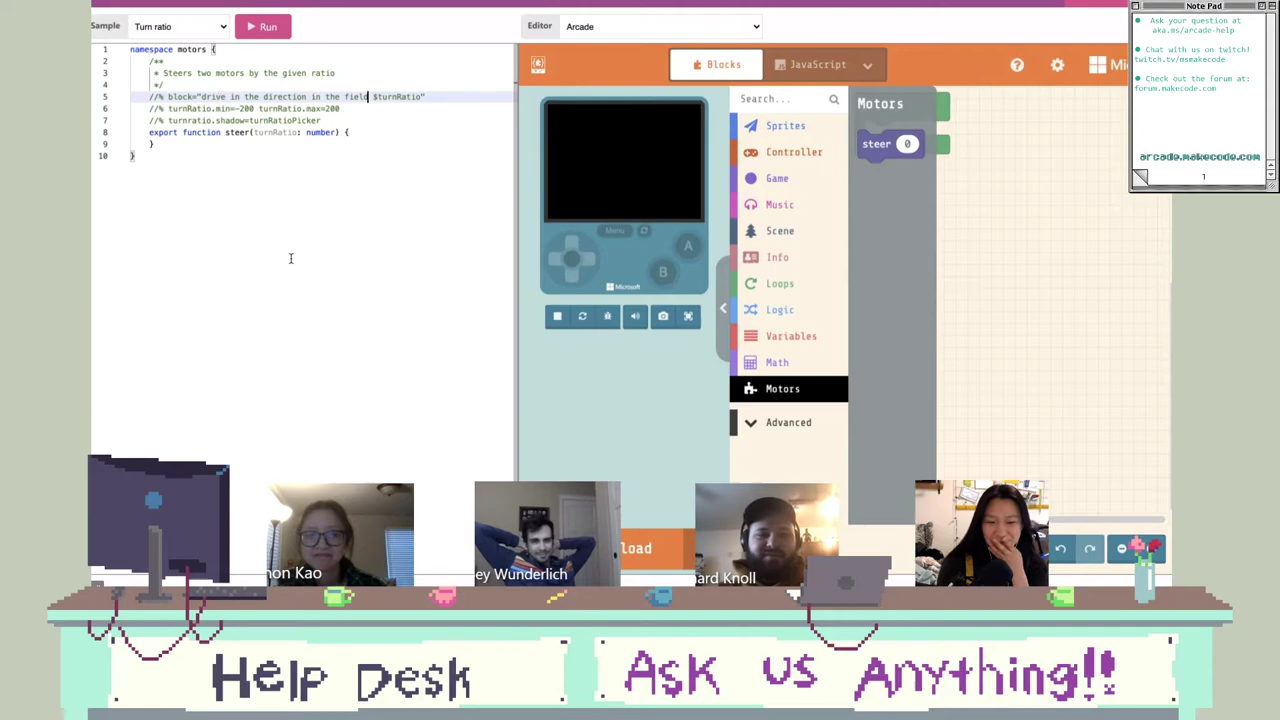 Sample
Turn ratio
Run
Editor
Arcade
1 namespace motors {
2 /**
3 * Steers two motors by the given ratio
4 */
5 //% block="drive in the direction in the field $turnRatio"
6 //% turnRatio.min=-200 turnRatio.max=200
7 //% turnratio.shadow=turnRatioPicker
8 export function steer(turnRatio: number) {
9 }
10 }
Blocks
JavaScript
Mi
Menu
A
B
Microsoft
Search...
Sprites
Controller
Game
Music
Scene
Info
Loops
Logic
Variables
Math
Motors
Advanced
Motors
steer 0
load
Note Pad
Ask your question at
aka.ms/arcade-help
Chat with us on twitch!
twitch.tv/msmakecode
Check out the forum at:
forum.makecode.com
arcade.makecode.com
1
non Kao
ey Wunderlich
ard Knoll
Help Desk
Ask us Anything!!